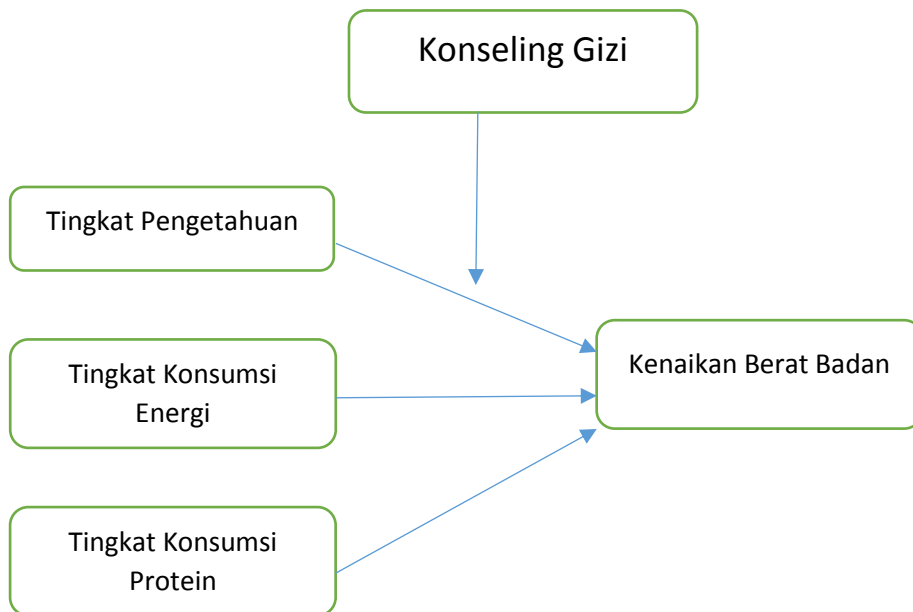 Konseling Gizi
Tingkat Pengetahuan
Tingkat Konsumsi
Energi
Kenaikan Berat Badan
Tingkat Konsumsi
Protein